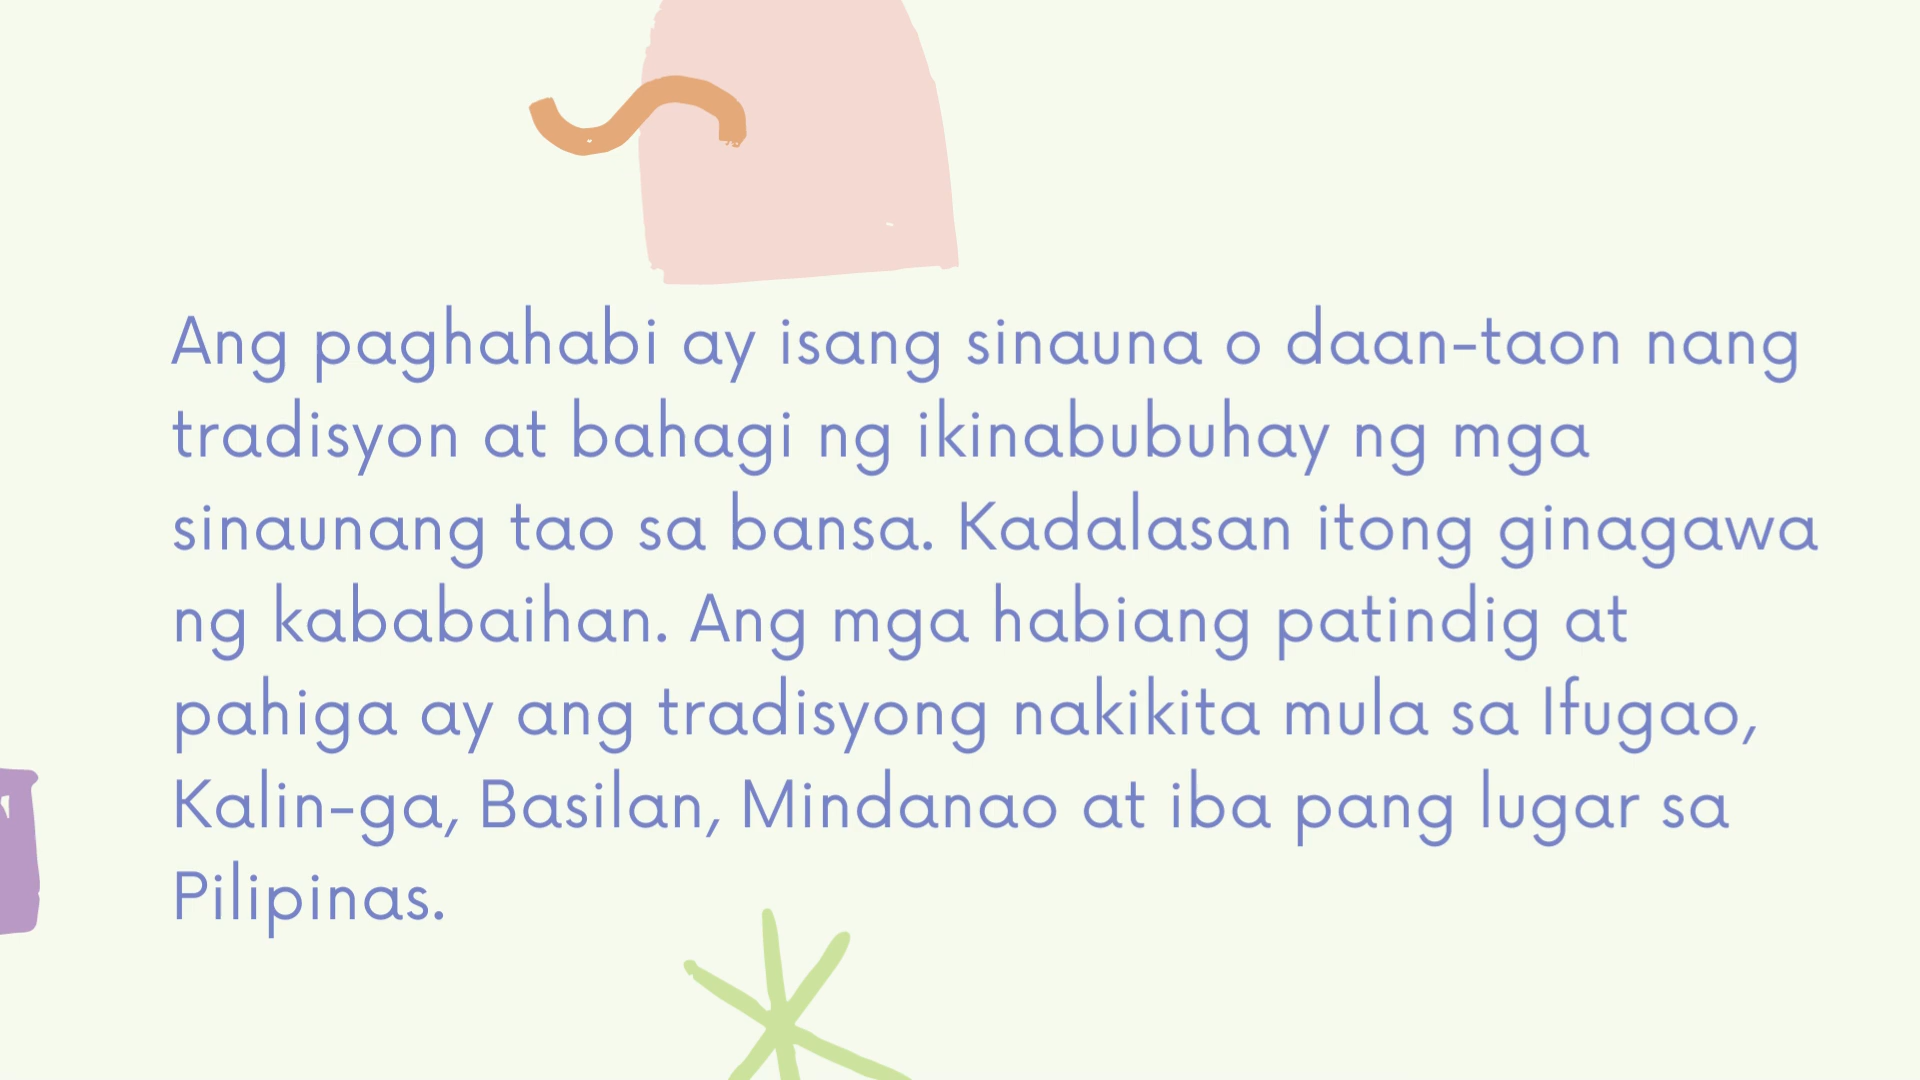 Ang paghahabi ay isang sinauna o daan-taon nang
tradisyon at bahagi ng ikinabubuhay ng mga
sinaunang tao sa bansa. Kadalasan itong ginagawa
ng kababaihan. Ang mga habiang patindig at
pahiga ay ang tradisyong nakikita mula sa Ifugao,
Kalin-ga, Basilan, Mindanao at iba pang lugar sa
Pilipinas.